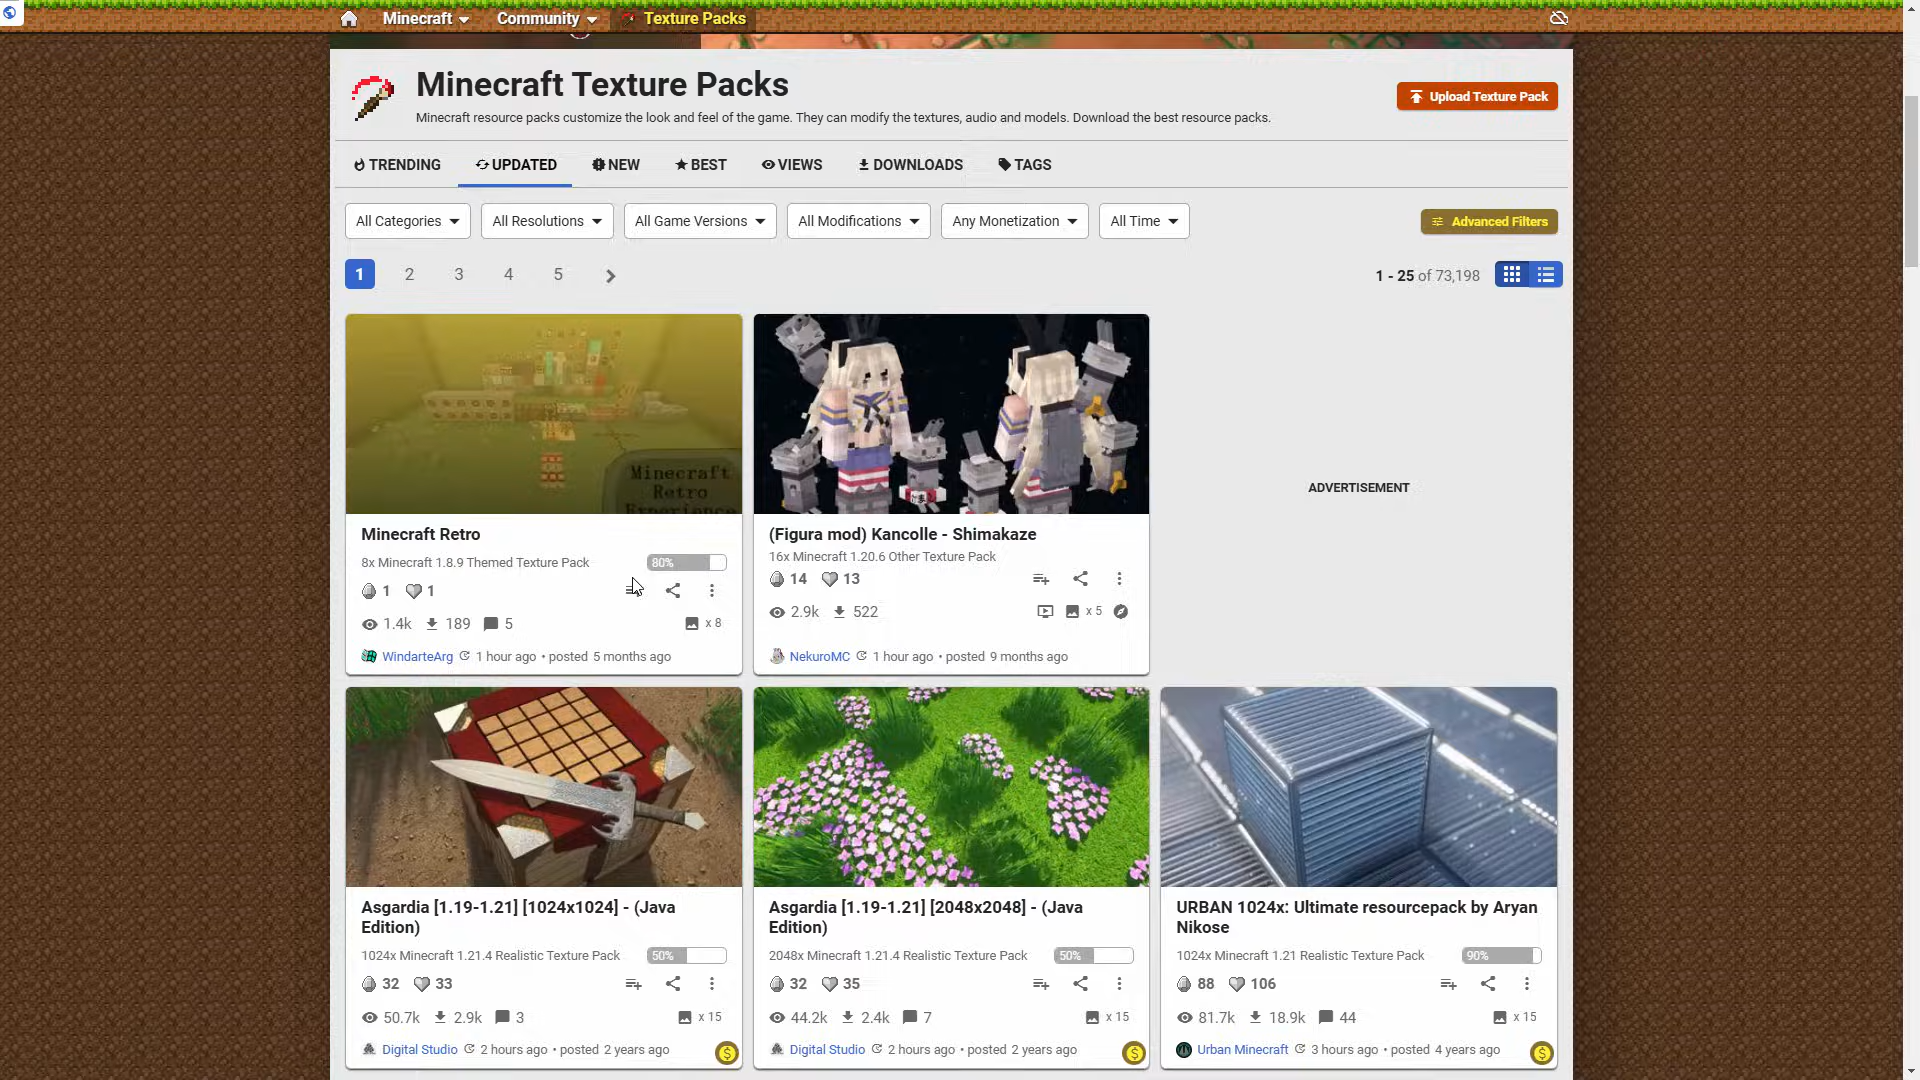 Minecraft
Community
Texture Packs
Minecraft Texture Packs
Minecraft resource packs customize the look and feel of the game. They can modify the textures, audio and models. Download the best resource packs.
Upload Texture Pack
TRENDING
UPDATED
NEW
BEST
VIEWS
DOWNLOADS
TAGS
All Categories
All Resolutions
All Game Versions
All Modifications
Any Monetization
All Time
Advanced Filters
1
2
3
4
5
1 - 25 of 73,198
Minecraft
Retro
Experience
Minecraft Retro
8x Minecraft 1.8.9 Themed Texture Pack
80%
1
1
1.4k
189
5
x 8
WindarteArg
1 hour ago • posted 5 months ago
(Figura mod) Kancolle - Shimakaze
16x Minecraft 1.20.6 Other Texture Pack
14
13
2.9k
522
x 5
NekuroMC
1 hour ago • posted 9 months ago
ADVERTISEMENT
Asgardia [1.19-1.21] [1024x1024] - (Java
Edition)
1024x Minecraft 1.21.4 Realistic Texture Pack
50%
32
33
50.7k
2.9k
3
x 15
Digital Studio
2 hours ago • posted 2 years ago
Asgardia [1.19-1.21] [2048x2048] - (Java
Edition)
2048x Minecraft 1.21.4 Realistic Texture Pack
50%
32
35
44.2k
2.4k
7
x 15
Digital Studio
2 hours ago • posted 2 years ago
URBAN 1024x: Ultimate resourcepack by Aryan
Nikose
1024x Minecraft 1.21 Realistic Texture Pack
90%
88
106
81.7k
18.9k
44
x 15
Urban Minecraft
3 hours ago • posted 4 years ago